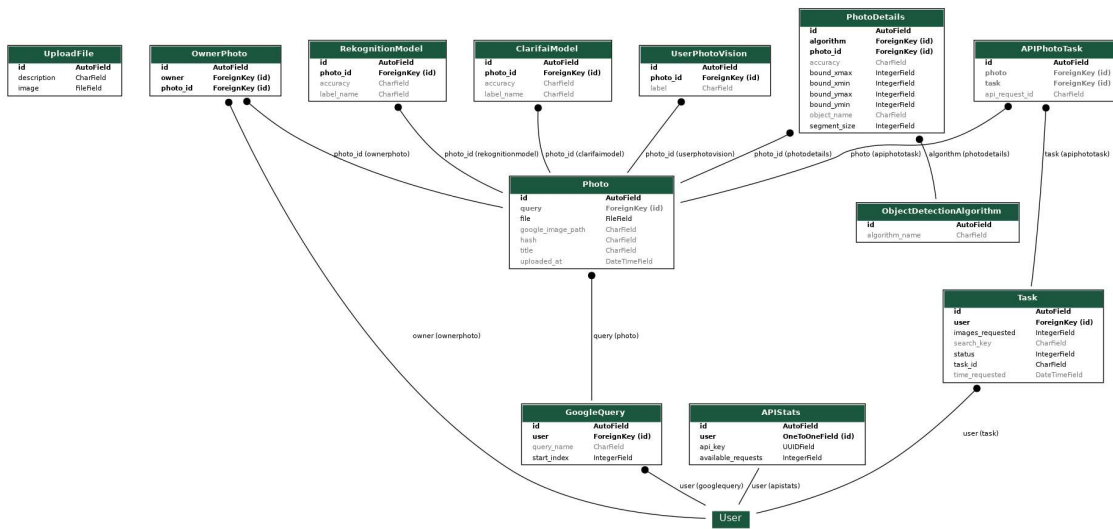 UploadFile
id AutoField
description CharField
image FileField
OwnerPhoto
id AutoField
owner ForeignKey (id)
photo_id ForeignKey (id)
RekognitionModel
id AutoField
photo_id ForeignKey (id)
accuracy CharField
label_name CharField
ClarifaiModel
id AutoField
photo_id ForeignKey (id)
accuracy CharField
label_name CharField
UserPhotoVision
id AutoField
photo_id ForeignKey (id)
label CharField
PhotoDetails
id AutoField
algorithm ForeignKey (id)
photo_id ForeignKey (id)
accuracy CharField
bound_xmax IntegerField
bound_xmin IntegerField
bound_ymax IntegerField
bound_ymin IntegerField
object_name CharField
segment_size IntegerField
APIPhotoTask
id AutoField
photo ForeignKey (id)
task ForeignKey (id)
api_request_id CharField
photo_id (ownerphoto)
photo_id (rekognitionmodel)
photo_id (clarifaimodel)
photo_id (userphotovision)
photo_id (photodetails)
photo (apiphototask)
algorithm (photodetails)
task (apiphototask)
Photo
id AutoField
query ForeignKey (id)
file FileField
google_image_path CharField
hash CharField
title CharField
uploaded_at DateTimeField
ObjectDetectionAlgorithm
id AutoField
algorithm_name CharField
Task
id AutoField
user ForeignKey (id)
images_requested IntegerField
search_key CharField
status IntegerField
task_id CharField
time_requested DateTimeField
owner (ownerphoto)
query (photo)
GoogleQuery
id AutoField
user ForeignKey (id)
query_name CharField
start_index IntegerField
APIStats
id AutoField
user OneToOneField (id)
api_key UUIDField
available_requests IntegerField
user (task)
user (googlequery)
user (apistats)
User